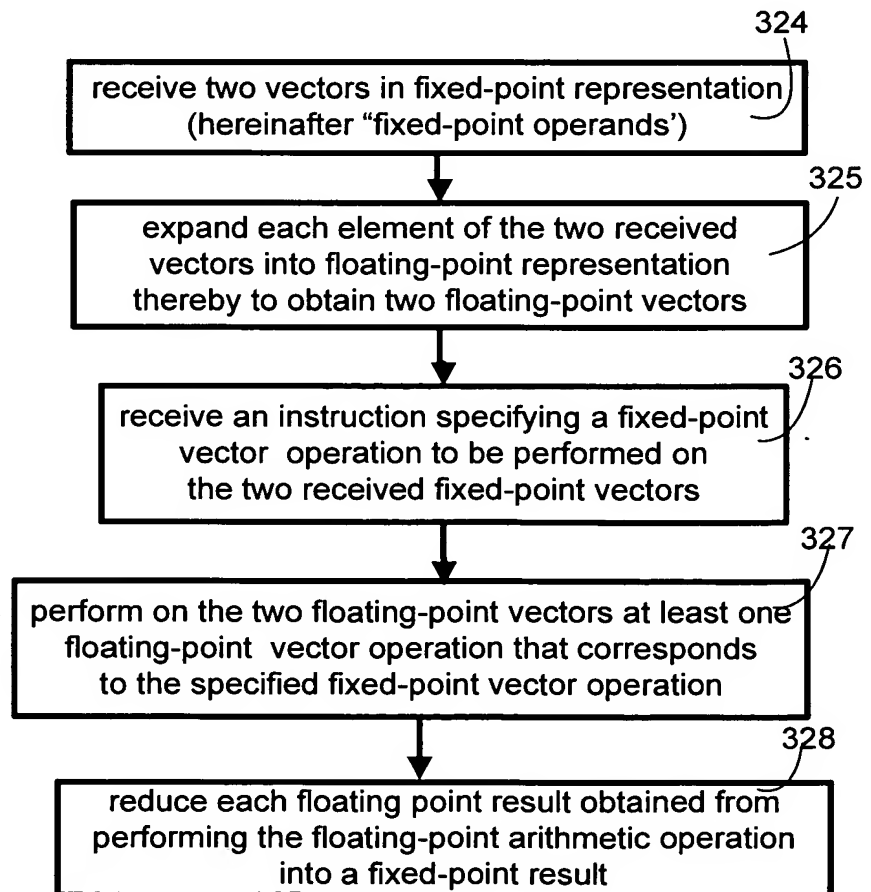 324
receive two vectors in fixed-point representation
(hereinafter “fixed-point operands’)
325
expand each element of the two received
vectors into floating-point representation
thereby to obtain two floating-point vectors
326
receive an instruction specifying a fixed-point
vector operation to be performed on
the two received fixed-point vectors
327
perform on the two floating-point vectors at least one
floating-point vector operation that corresponds
to the specified fixed-point vector operation
328
reduce each floating point result obtained from
performing the floating-point arithmetic operation
into a fixed-point result